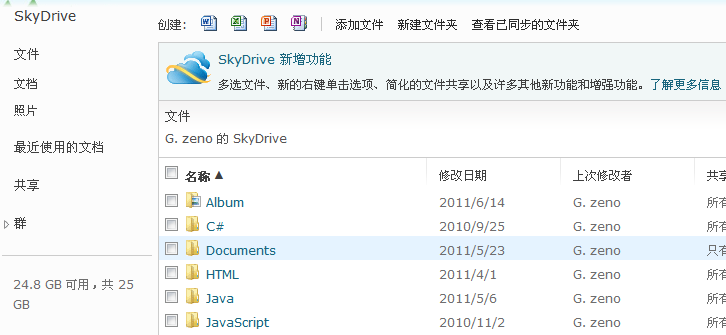 SkyDrive
文件
文档
照片
最近使用的文档
共享
群
24.8 GB 可用，共 25
GB
创建: 添加文件 新建文件夹 查看已同步的文件夹
SkyDrive 新增功能
多选文件、新的右键单击选项、简化的文件共享以及许多其他新功能和增强功能。了解更多信息
文件
G. zeno 的 SkyDrive
名称 修改日期 上次修改者 共享
Album 2011/6/14 G. zeno 所有
C# 2010/9/25 G. zeno 所有
Documents 2011/5/23 G. zeno 只有
HTML 2011/4/1 G. zeno 所有
Java 2011/5/6 G. zeno 所有
JavaScript 2010/11/2 G. zeno 所有